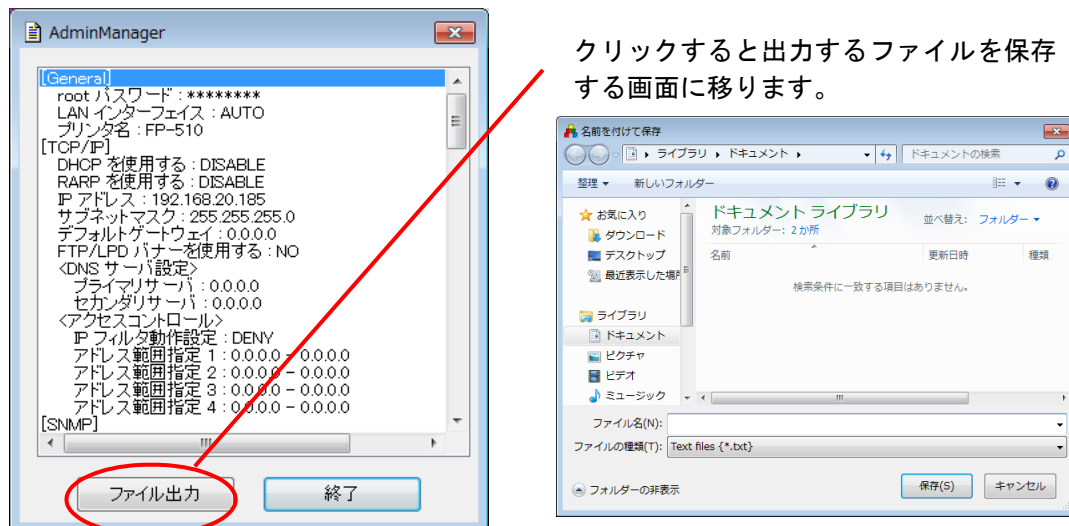 AdminManager
[General]
root パスワード : ********
LAN インターフェイス : AUTO
プリンタ名 : FP-510
[TCP/IP]
DHCP を使用する : DISABLE
RARP を使用する : DISABLE
IP アドレス : 192.168.20.185
サブネットマスク : 255.255.255.0
デフォルトゲートウェイ : 0.0.0.0
FTP/LPD バナーを使用する : NO
<DNS サーバ設定>
プライマリサーバ : 0.0.0.0
セカンダリサーバ : 0.0.0.0
<アクセスコントロール>
IP フィルタ動作設定 : DENY
アドレス範囲指定 1 : 0.0.0.0 - 0.0.0.0
アドレス範囲指定 2 : 0.0.0.0 - 0.0.0.0
アドレス範囲指定 3 : 0.0.0.0 - 0.0.0.0
アドレス範囲指定 4 : 0.0.0.0 - 0.0.0.0
[SNMP]
ファイル出力
終了
クリックすると出力するファイルを保存
する画面に移ります。
名前を付けて保存
ライブラリ ▸ ドキュメント ▸
ドキュメントの検索
整理 ▼ 新しいフォルダー
お気に入り
ダウンロード
デスクトップ
最近表示した場所
ライブラリ
ドキュメント
ピクチャ
ビデオ
ミュージック
ドキュメント ライブラリ
対象フォルダー: 2 か所
並べ替え: フォルダー ▼
名前 更新日時 種類
検索条件に一致する項目はありません。
ファイル名(N):
ファイルの種類(T): Text files {*.txt}
フォルダーの非表示
保存(S) キャンセル